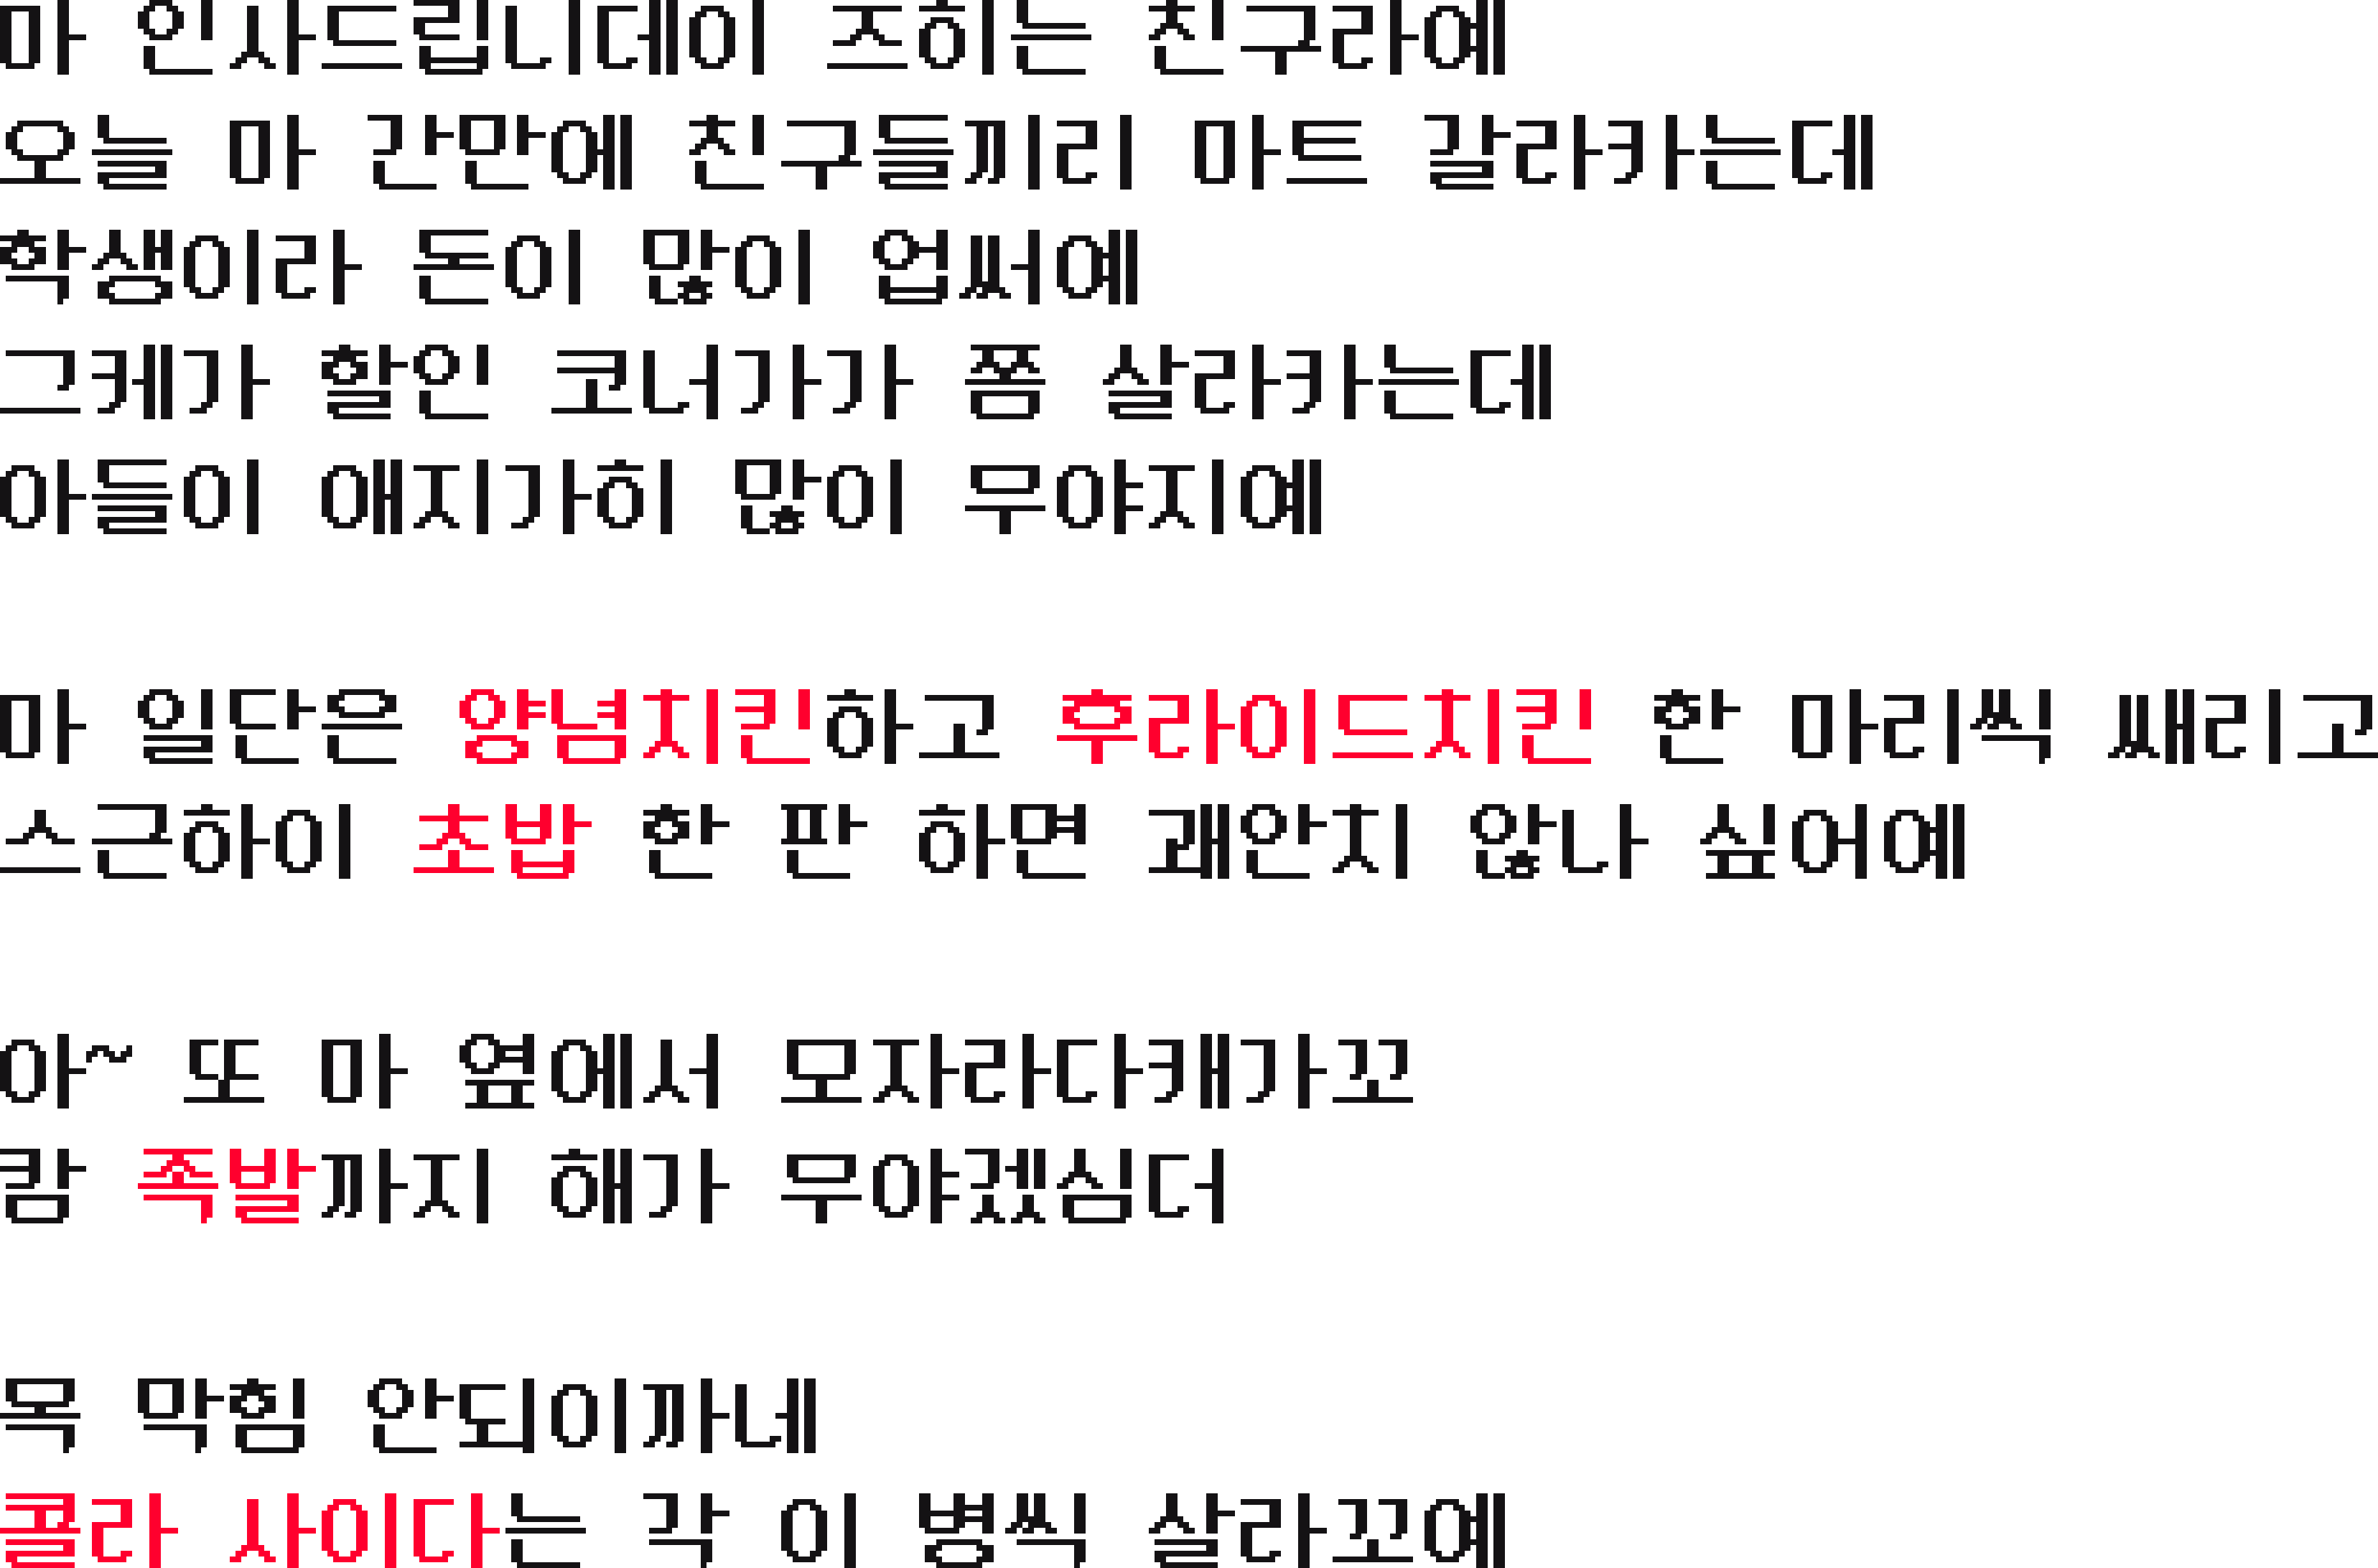 마 인사드립니데이 즈히는 친구라예
오늘 마 간만에 친구들끼리 마트 갈라카는데
학생이라 돈이 많이 업써예
그케가 할인 코너가가 쫌 살라카는데
아들이 애지가히 많이 무야지예
마 일단은 양념치킨하고 후라이드치킨 한 마리씩 쌔리고
스근하이 초밥 한 판 하면 괘안치 않나 싶어예
아~ 또 마 옆에서 모자라다캐가꼬
캄 족발까지 해가 무야겠심더
목 막힘 안되이까네
콜라 사이다는 각 이 병씩 살라꼬예